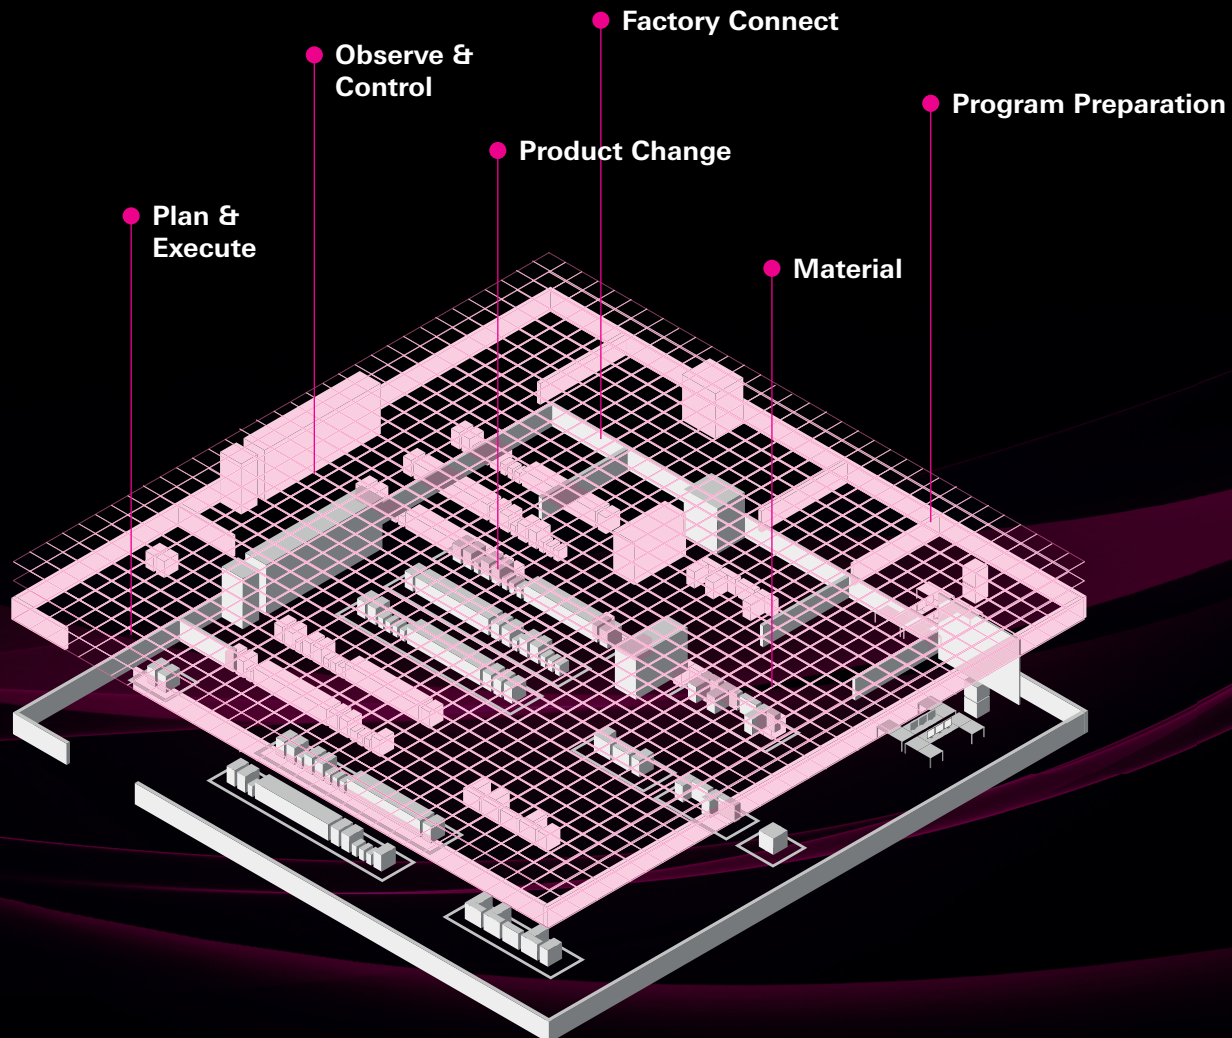 Factory Connect
Observe &
Control
Program Preparation
Product Change
Plan &
Execute
Material